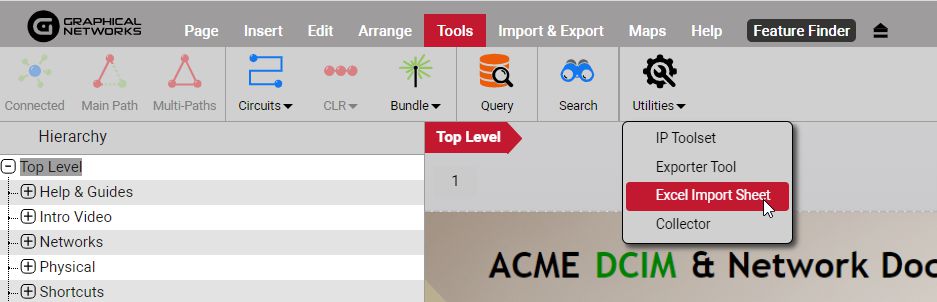 GRAPHICAL
NETWORKS
Page Insert Edit Arrange Tools Import & Export Maps Help Feature Finder
Connected Main Path Multi-Paths Circuits CLR Bundle Query Search Utilities
Hierarchy
Top Level
Help & Guides
Intro Video
Networks
Physical
Shortcuts
Top Level
1
IP Toolset
Exporter Tool
Excel Import Sheet
Collector
ACME DCIM & Network Doc